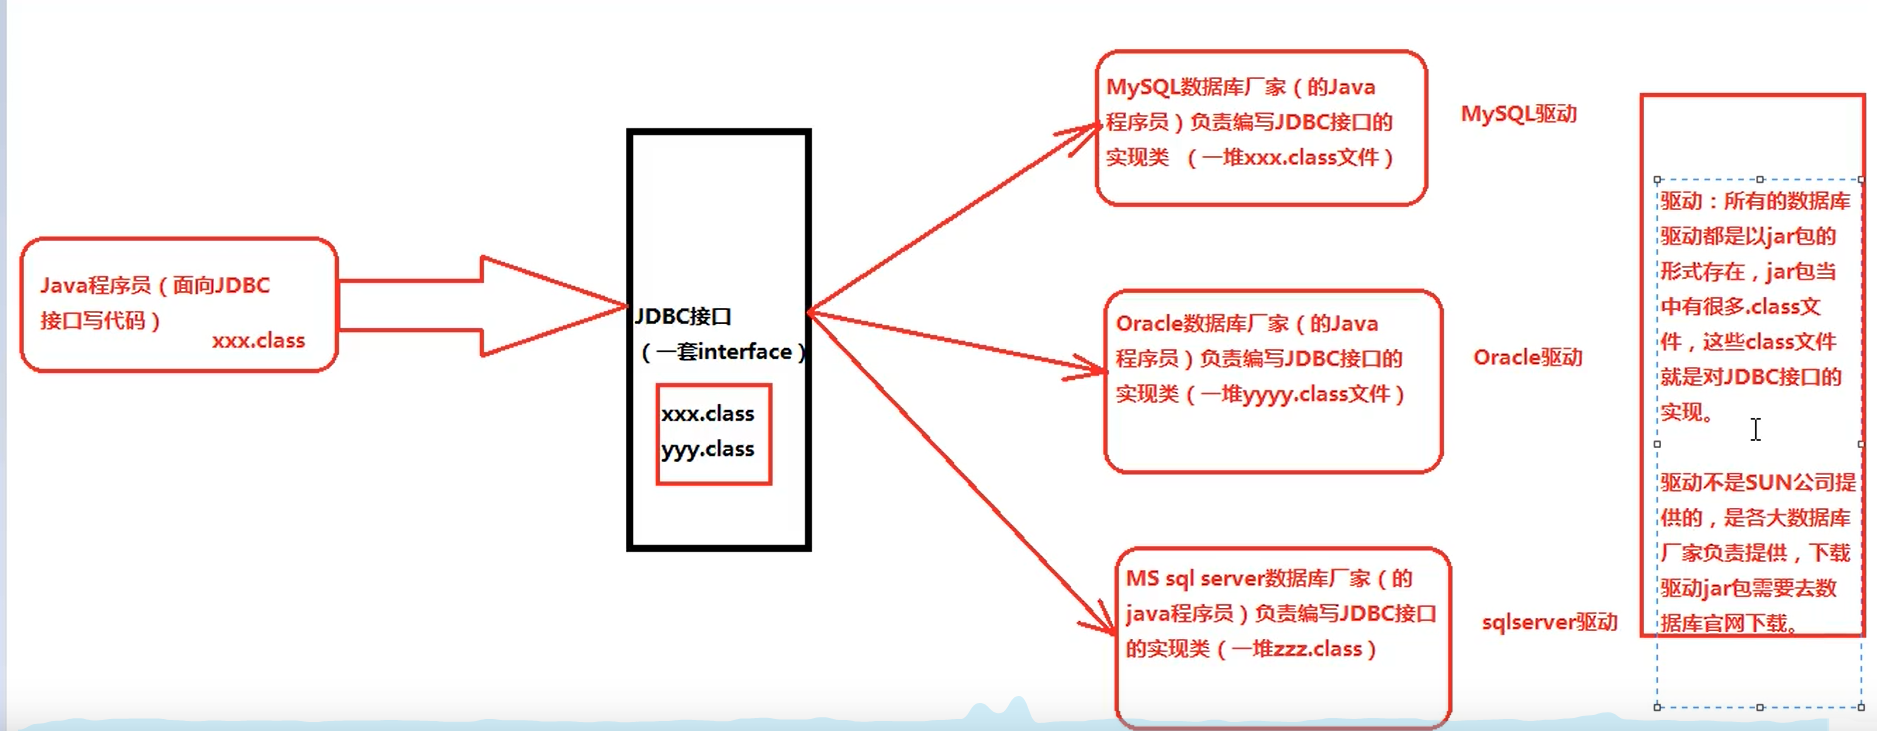 Java程序员（面向JDBC
接口写代码）
xxx.class
JDBC接口
（一套interface）
xxx.class
yyy.class
MySQL数据库厂家（的Java
程序员）负责编写JDBC接口的
实现类 （一堆xxx.class文件）
MySQL驱动
Oracle数据库厂家（的Java
程序员）负责编写JDBC接口的
实现类（一堆yyyy.class文件）
Oracle驱动
MS sql server数据库厂家（的
java程序员）负责编写JDBC接口
的实现类（一堆zzz.class）
sqlserver驱动
驱动：所有的数据库
驱动都是以jar包的
形式存在，jar包当
中有很多.class文
件，这些class文件
就是对JDBC接口的
实现。
驱动不是SUN公司提
供的，是各大数据库
厂家负责提供，下载
驱动jar包需要去数
据库官网下载。